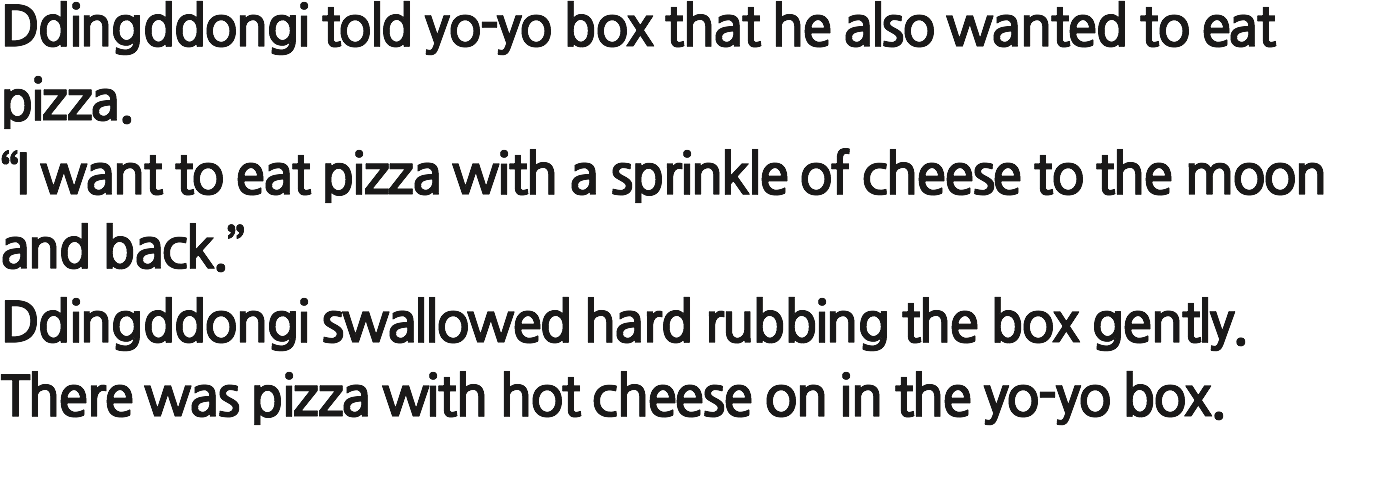 Ddingddongi told yo-yo box that he also wanted to eat
pizza.
“I want to eat pizza with a sprinkle of cheese to the moon
and back.”
Ddingddongi swallowed hard rubbing the box gently.
There was pizza with hot cheese on in the yo-yo box.